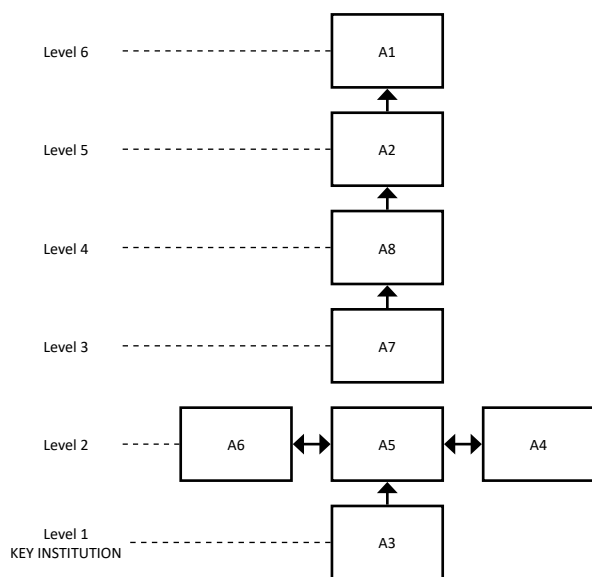 Level 6
A1
Level 5
A2
Level 4
A8
Level 3
A7
Level 2
A6
A5
A4
Level 1
KEY INSTITUTION
A3